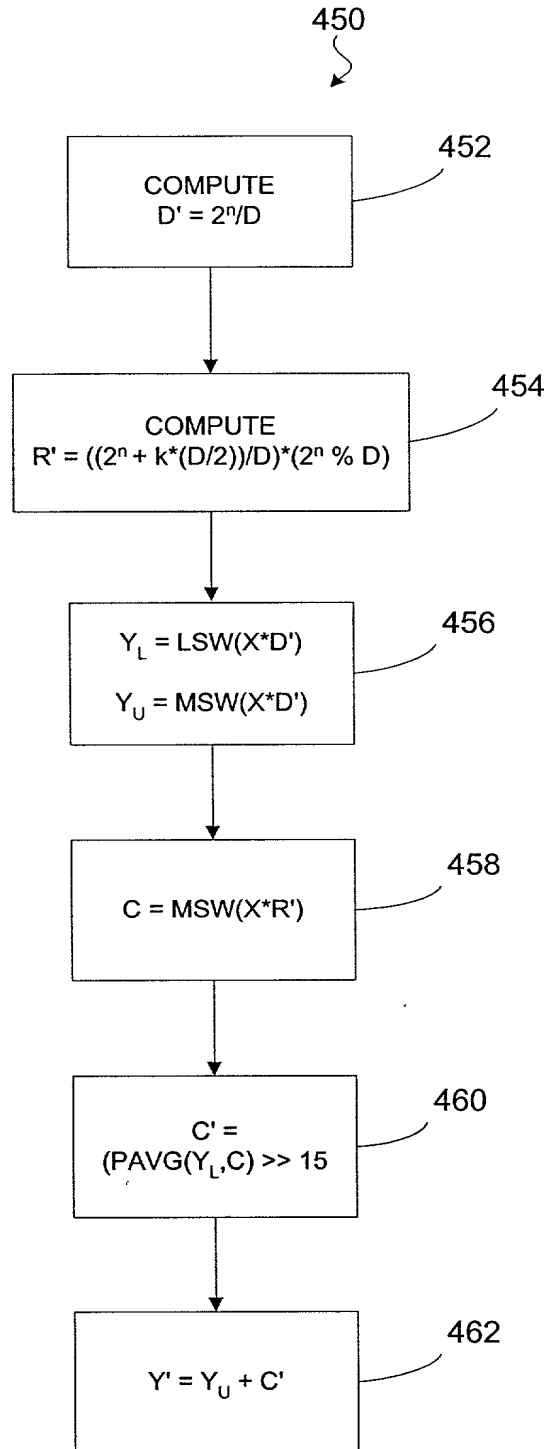 450
452
COMPUTE
D' = 2ⁿ/D
454
COMPUTE
R' = ((2ⁿ + k*(D/2))/D)*(2ⁿ % D)
456
Y_L = LSW(X*D')
Y_U = MSW(X*D')
458
C = MSW(X*R')
460
C' =
(PAVG(Y_L,C) >> 15
462
Y' = Y_U + C'